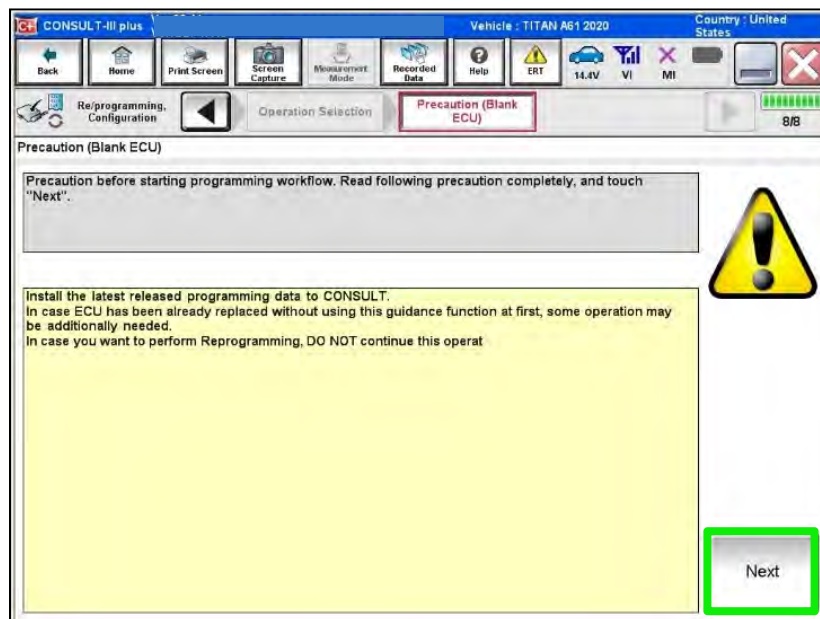 C+ CONSULT-III plus
Vehicle : TITAN A61 2020
Country : United States
Back
Home
Print Screen
Screen Capture
Measurement Mode
Recorded Data
Help
ERT
14.4V
VI
MI
Re/programming, Configuration
Operation Selection
Precaution (Blank ECU)
8/8
Precaution (Blank ECU)
Precaution before starting programming workflow. Read following precaution completely, and touch
"Next".
Install the latest released programming data to CONSULT.
In case ECU has been already replaced without using this guidance function at first, some operation may
be additionally needed.
In case you want to perform Reprogramming, DO NOT continue this operat
Next